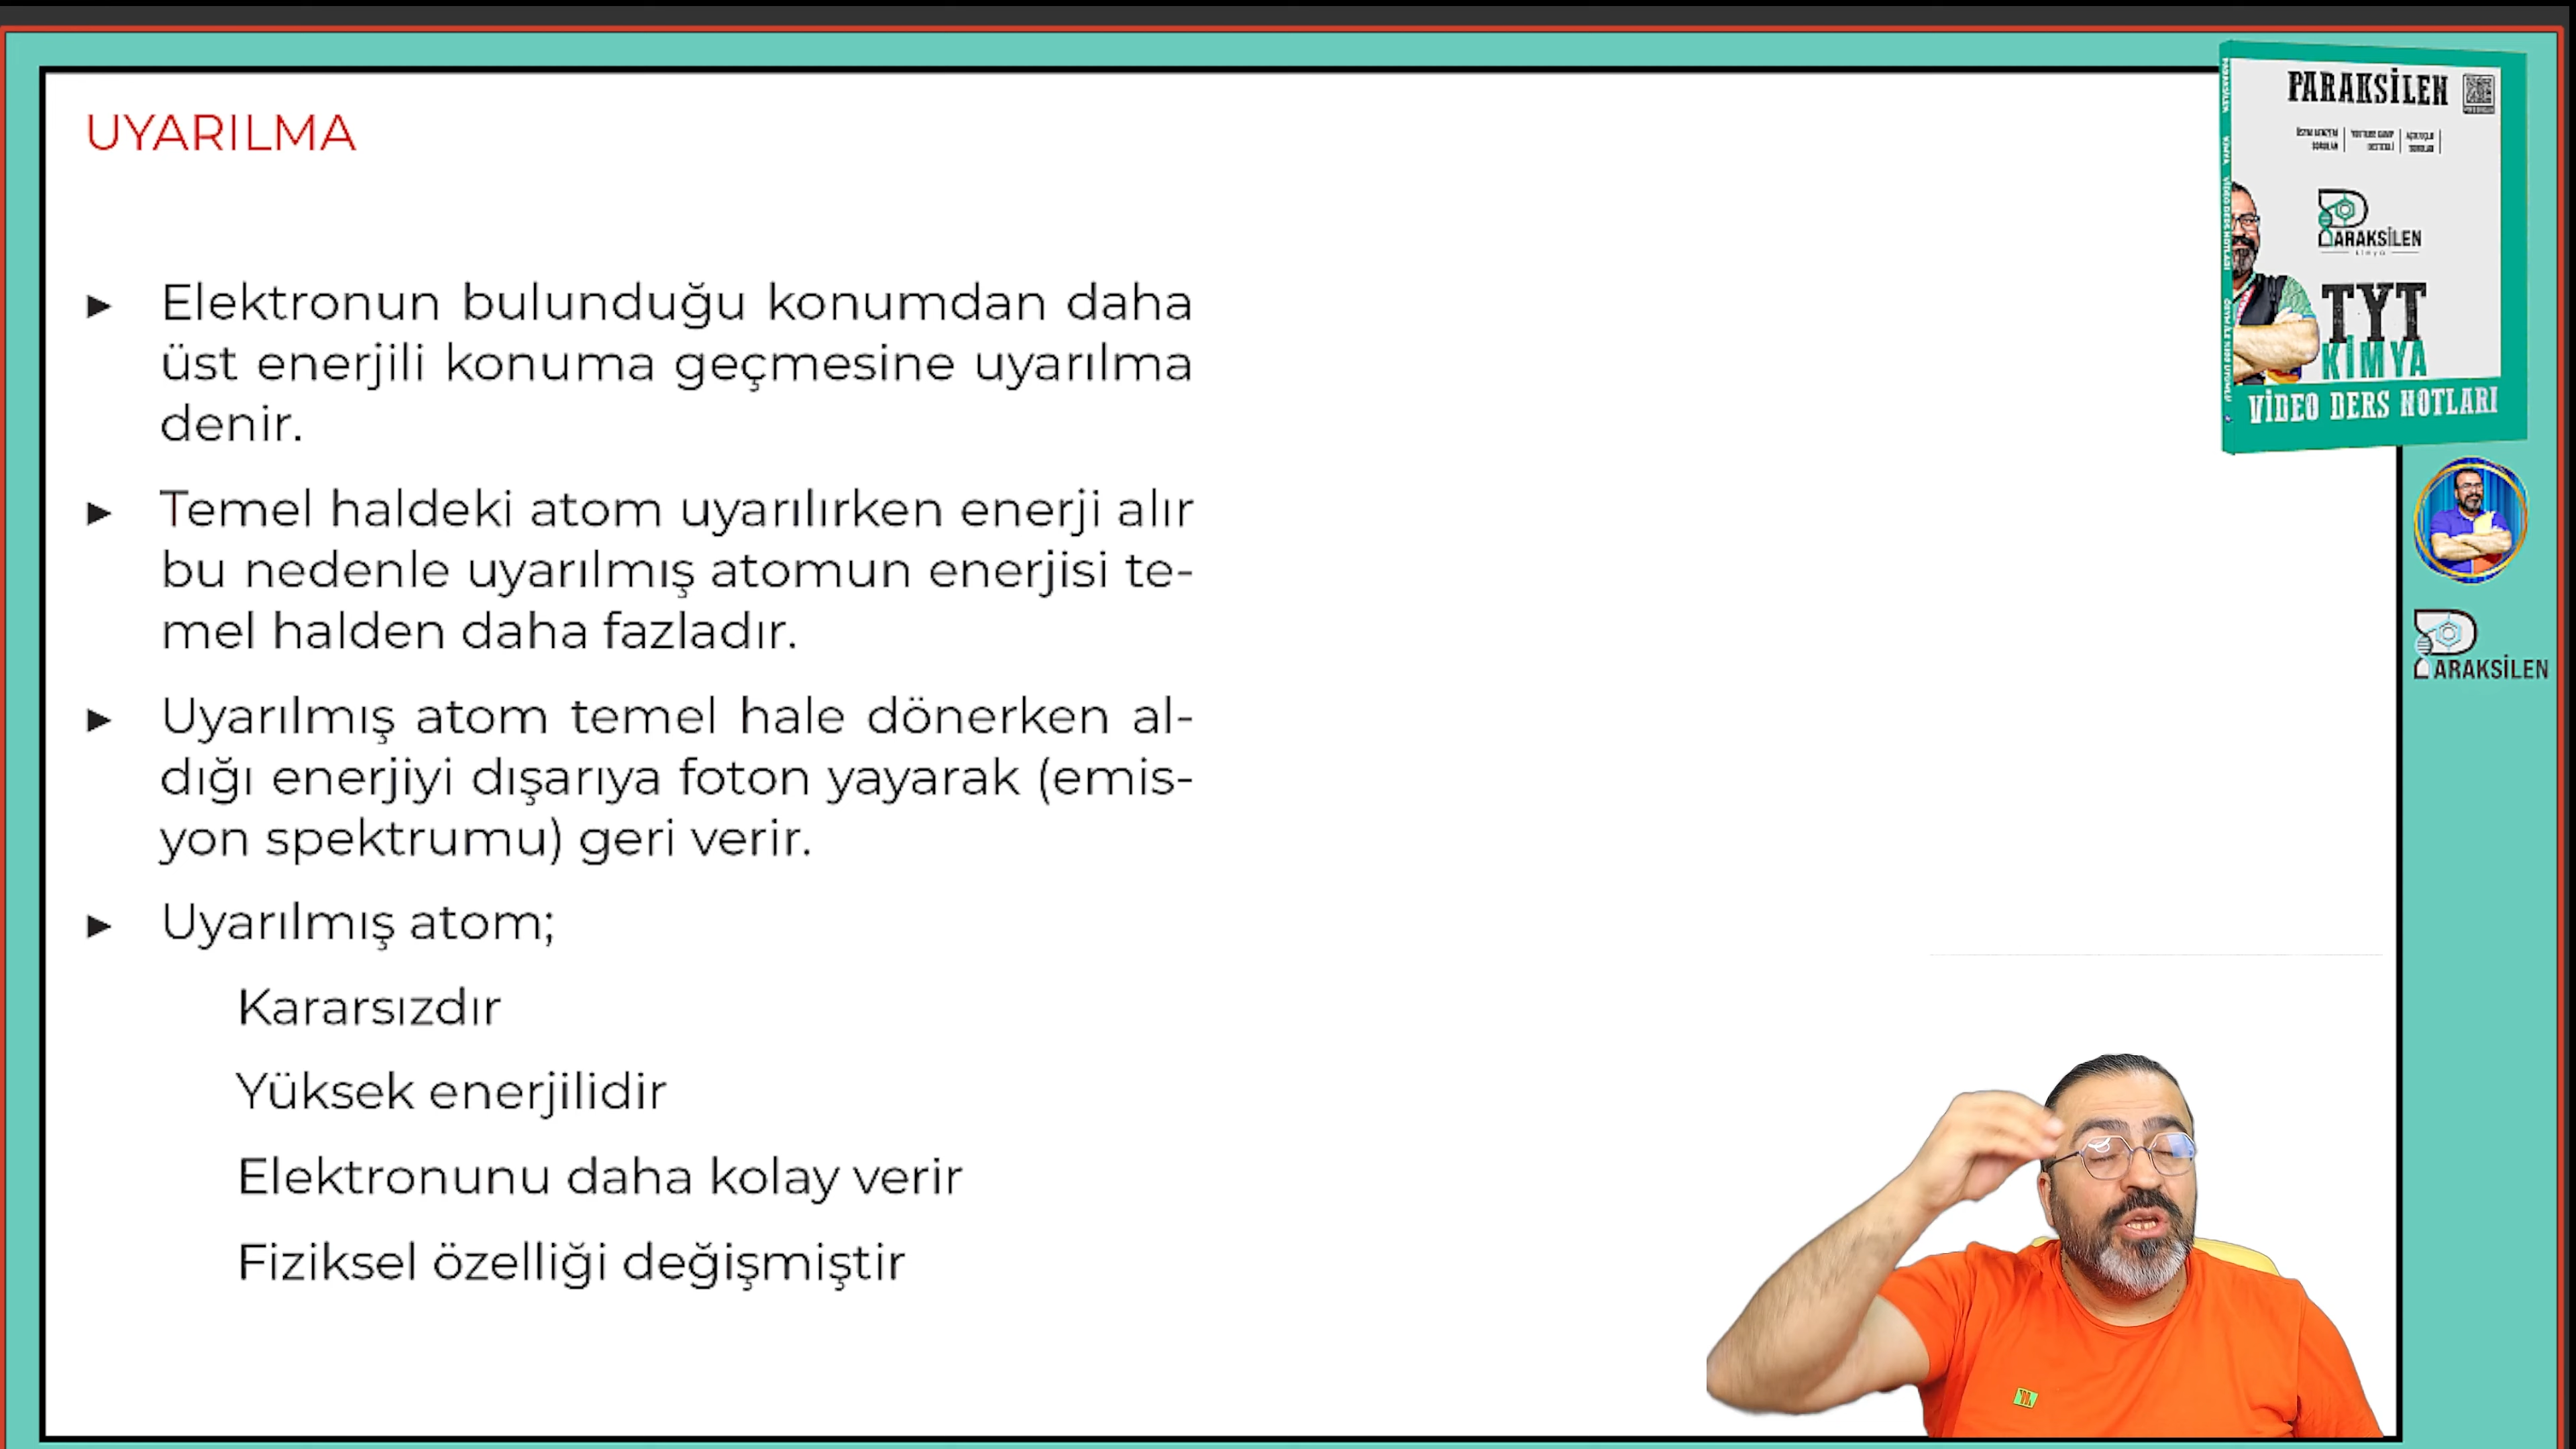 UYARILMA
► Elektronun bulunduğu konumdan daha
üst enerjili konuma geçmesine uyarılma
denir.
► Temel haldeki atom uyarılırken enerji alır
bu nedenle uyarılmış atomun enerjisi te-
mel halden daha fazladır.
► Uyarılmış atom temel hale dönerken al-
dığı enerjiyi dışarıya foton yayarak (emis-
yon spektrumu) geri verir.
► Uyarılmış atom;
Kararsızdır
Yüksek enerjilidir
Elektronunu daha kolay verir
Fiziksel özelliği değişmiştir
PARAKSİLEN
PARAKSİLEN
kimya
TYT
KİMYA
VİDEO DERS NOTLARI
PARAKSİLEN